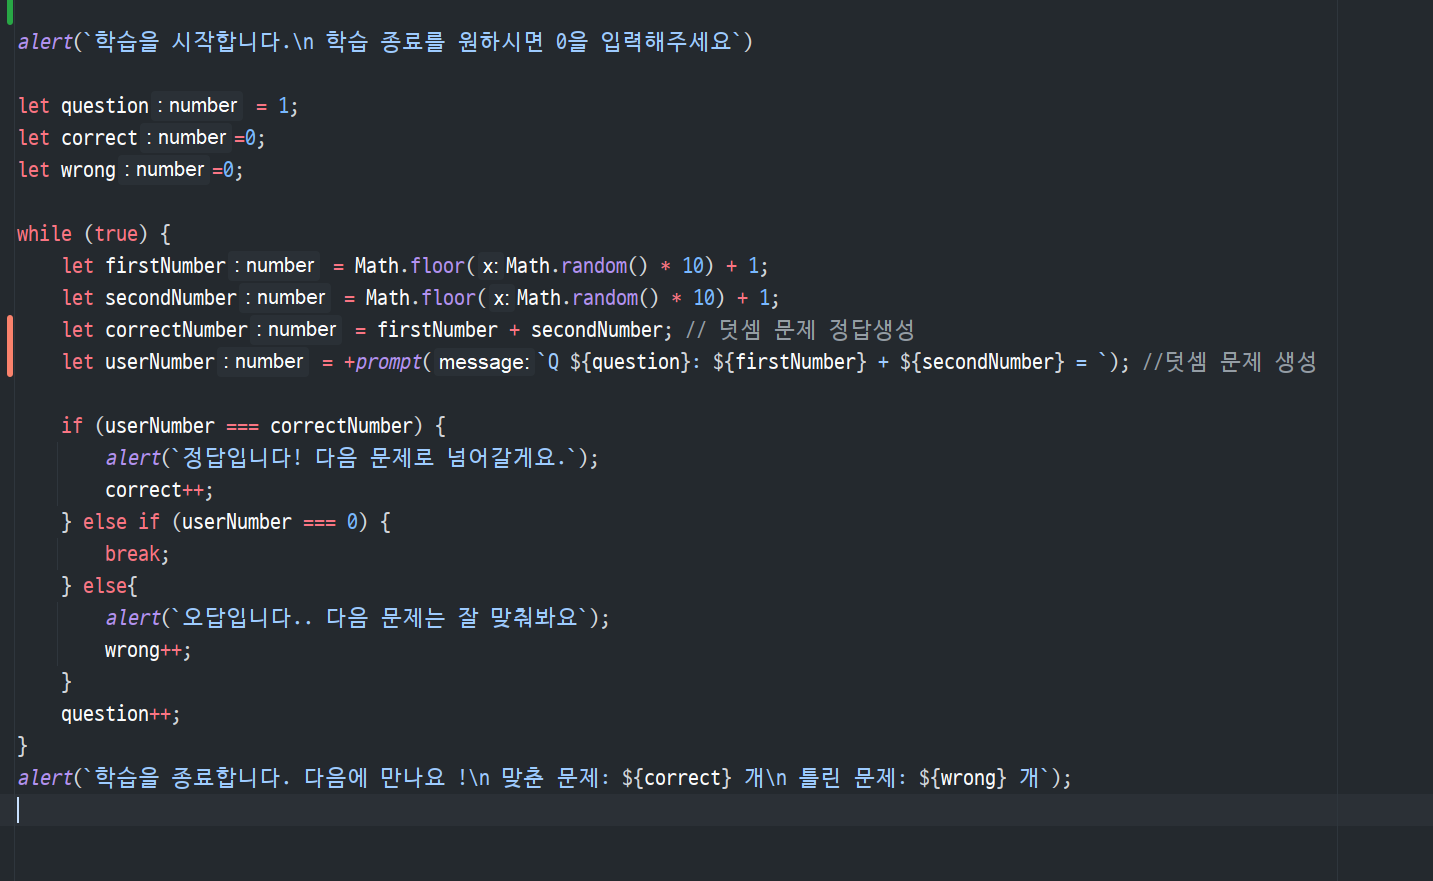 alert(`학습을 시작합니다.\n 학습 종료를 원하시면 0을 입력해주세요`)
let question : number = 1;
let correct : number =0;
let wrong : number =0;
while (true) {
let firstNumber : number = Math.floor( x: Math.random() * 10) + 1;
let secondNumber : number = Math.floor( x: Math.random() * 10) + 1;
let correctNumber : number = firstNumber + secondNumber; // 덧셈 문제 정답생성
let userNumber : number = +prompt( message: `Q ${question}: ${firstNumber} + ${secondNumber} = `); //덧셈 문제 생성
if (userNumber === correctNumber) {
alert(`정답입니다! 다음 문제로 넘어갈게요.`);
correct++;
} else if (userNumber === 0) {
break;
} else{
alert(`오답입니다.. 다음 문제는 잘 맞춰봐요`);
wrong++;
}
question++;
}
alert(`학습을 종료합니다. 다음에 만나요 !\n 맞춘 문제: ${correct} 개\n 틀린 문제: ${wrong} 개`);